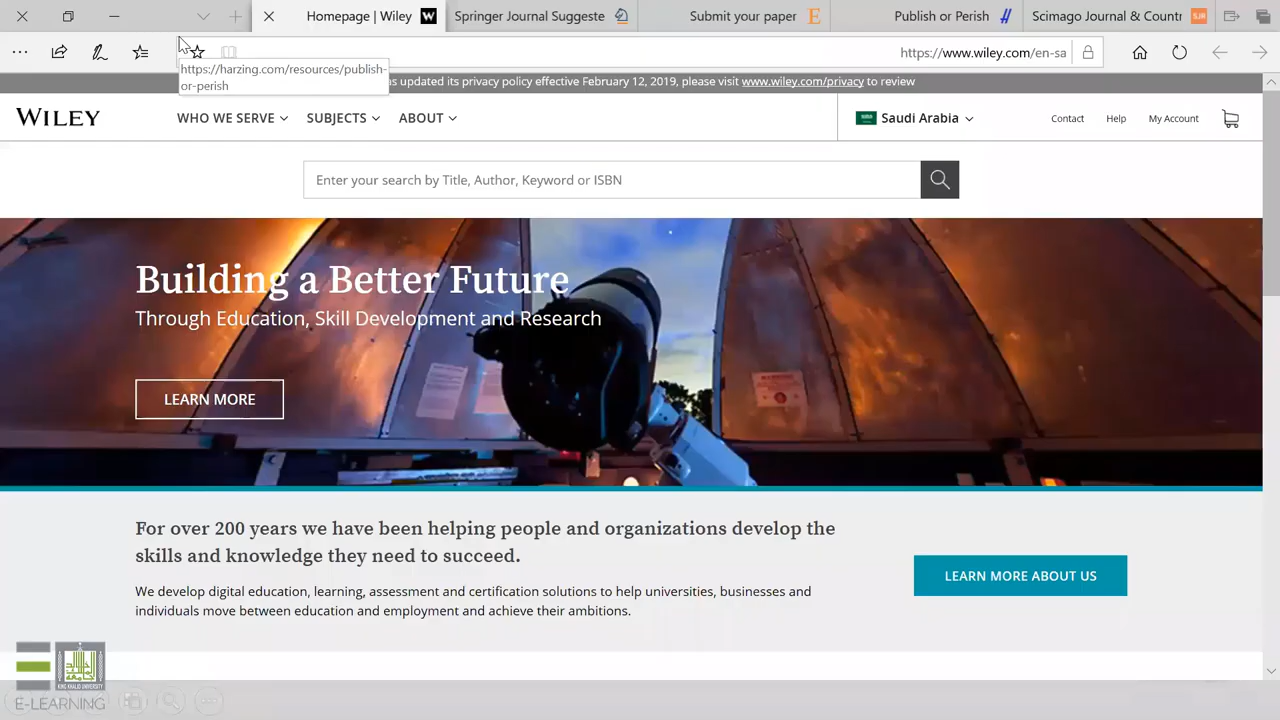 Homepage | Wiley
Springer Journal Suggeste
Submit your paper
Publish or Perish
Scimago Journal & Countr
https://www.wiley.com/en-sa
https://harzing.com/resources/publish-
or-perish
s updated its privacy policy effective February 12, 2019, please visit www.wiley.com/privacy to review
WILEY
WHO WE SERVE
SUBJECTS
ABOUT
Saudi Arabia
Contact
Help
My Account
Enter your search by Title, Author, Keyword or ISBN
Building a Better Future
Through Education, Skill Development and Research
LEARN MORE
For over 200 years we have been helping people and organizations develop the
skills and knowledge they need to succeed.
We develop digital education, learning, assessment and certification solutions to help universities, businesses and
individuals move between education and employment and achieve their ambitions.
LEARN MORE ABOUT US
KING KHALID UNIVERSITY
E-LEARNING